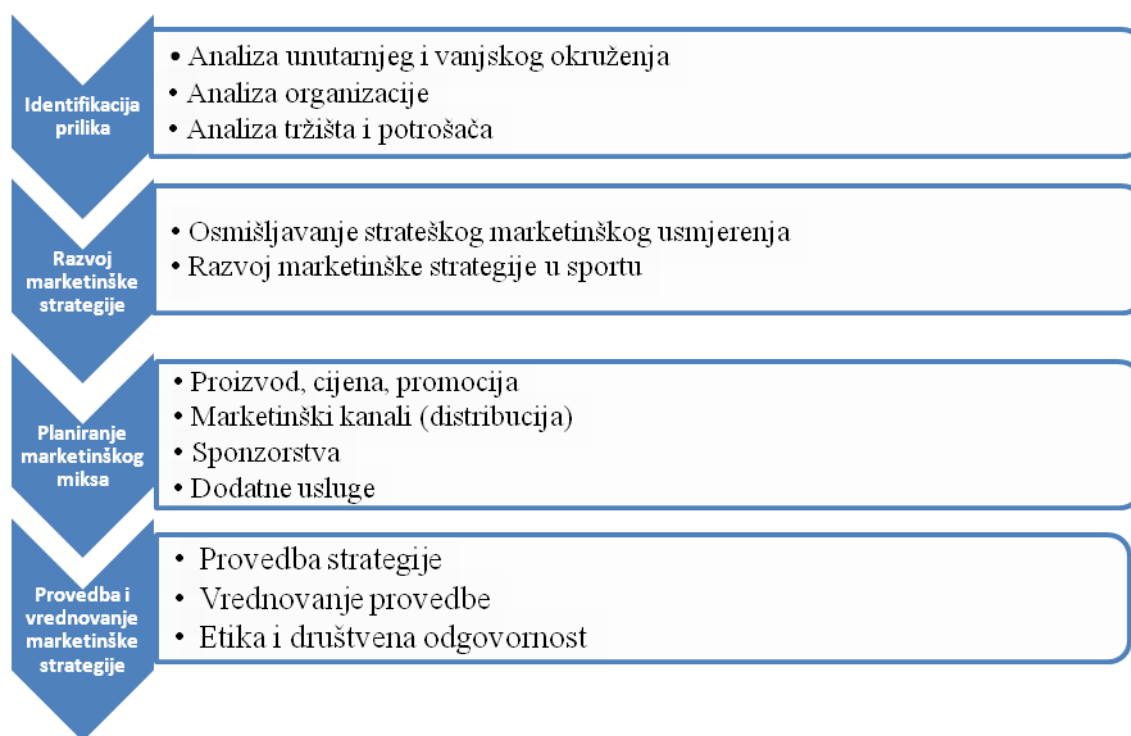 Identifikacija
prilika
• Analiza unutarnjeg i vanjskog okruženja
• Analiza organizacije
• Analiza tržišta i potrošača
Razvoj
marketinške
strategije
• Osmišljavanje strateškog marketinškog usmjerenja
• Razvoj marketinške strategije u sportu
Planiranje
marketinškog
miksa
• Proizvod, cijena, promocija
• Marketinški kanali (distribucija)
• Sponzorstva
• Dodatne usluge
Provedba i
vrednovanje
marketinške
strategije
• Provedba strategije
• Vrednovanje provedbe
• Etika i društvena odgovornost